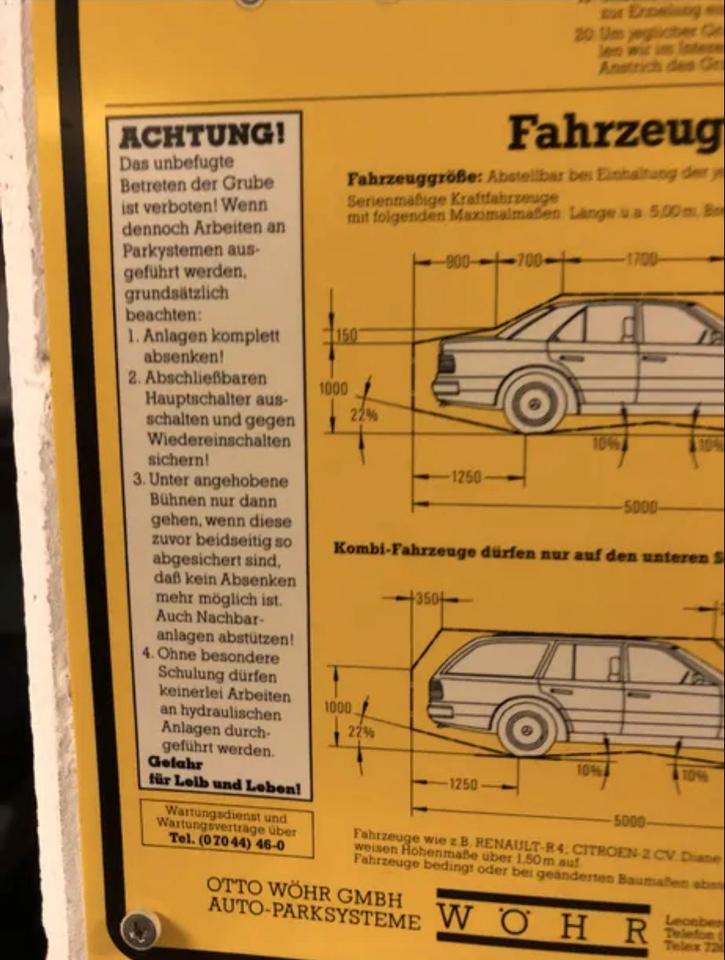 zur Erzielung
20. Um jeglicher
len wir im
Anstrich des
ACHTUNG!
Das unbefugte
Betreten der Grube
ist verboten! Wenn
dennoch Arbeiten an
Parkystemen aus-
geführt werden,
grundsätzlich
beachten:
1. Anlagen komplett
absenken!
2. Abschließbaren
Hauptschalter aus-
schalten und gegen
Wiedereinschalten
sichern!
3. Unter angehobene
Bühnen nur dann
gehen, wenn diese
zuvor beidseitig so
abgesichert sind,
daß kein Absenken
mehr möglich ist.
Auch Nachbar-
anlagen abstützen!
4. Ohne besondere
Schulung dürfen
keinerlei Arbeiten
an hydraulischen
Anlagen durch-
geführt werden.
Gefahr
für Leib und Leben!
Wartungsdienst und
Wartungsverträge über
Tel. (07044) 46-0
OTTO WÖHR GMBH
AUTO-PARKSYSTEME
WÖHR
Telefon
Telex
Fahrzeug
Fahrzeuggröße: Abstellbar bei Einhaltung der
Serienmäßige Kraftfahrzeuge
mit folgenden Maximalmaßen. Länge u.a. 5,00 m,
900 700 1700
150
1000
22%
10% 10%
1250
5000
Kombi-Fahrzeuge dürfen nur auf den unteren
350
1000
22%
10% 10%
1250
5000
Fahrzeuge wie z.B. RENAULT-R4, CITROEN-2 CV, Diane
weisen Höhenmaße über 1,50 m auf.
Fahrzeuge bedingt oder bei geänderten Baumaßen